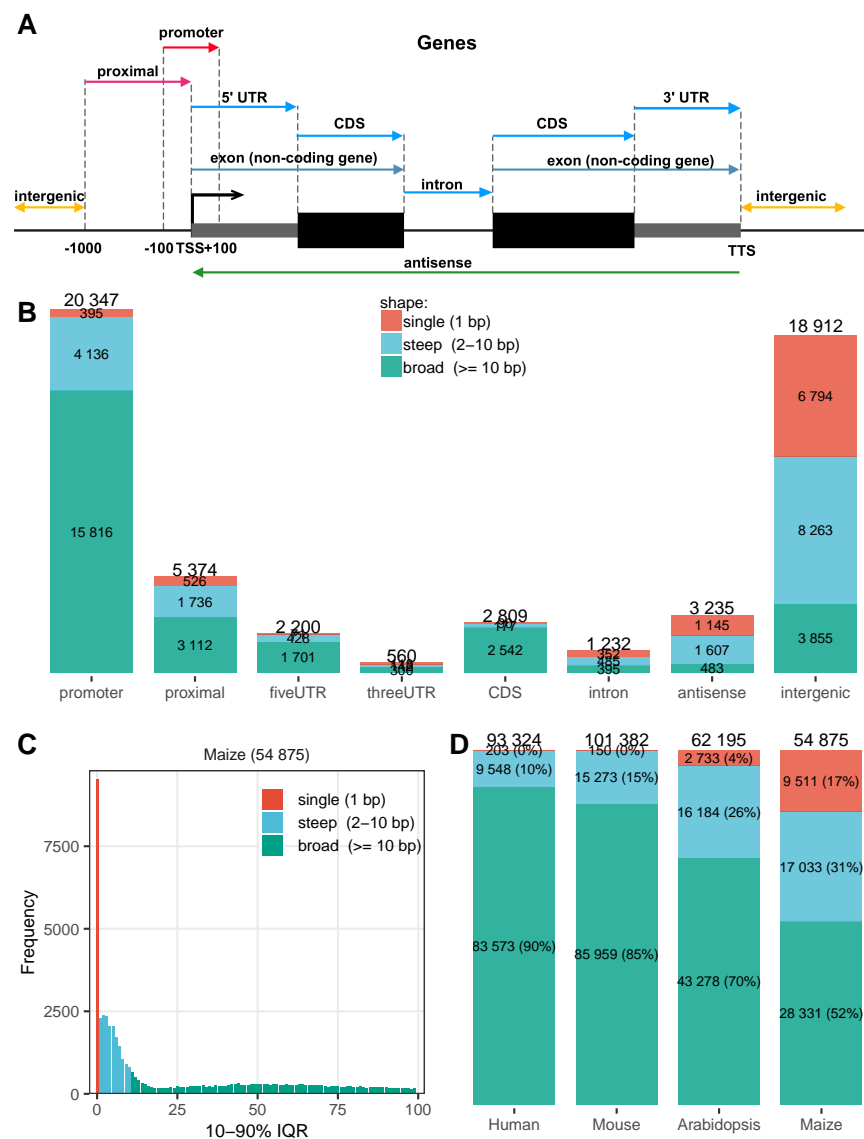 A
promoter
Genes
proximal
5' UTR
3' UTR
CDS
CDS
exon (non-coding gene)
exon (non-coding gene)
intron
intergenic
intergenic
-1000
-100 TSS+100
TTS
antisense
B
shape:
single (1 bp)
steep (2−10 bp)
broad (>= 10 bp)
20 347
395
4 136
15 816
5 374
526
1 736
3 112
2 200
428
1 701
560
2 809
2 542
1 232
352
485
395
3 235
1 145
1 607
483
18 912
6 794
8 263
3 855
promoter
proximal
fiveUTR
threeUTR
CDS
intron
antisense
intergenic
C
Maize (54 875)
single (1 bp)
steep (2−10 bp)
broad (>= 10 bp)
Frequency
7500
5000
2500
0
0
25
50
75
100
10−90% IQR
D
93 324
203 (0%)
9 548 (10%)
83 573 (90%)
101 382
150 (0%)
15 273 (15%)
85 959 (85%)
62 195
2 733 (4%)
16 184 (26%)
43 278 (70%)
54 875
9 511 (17%)
17 033 (31%)
28 331 (52%)
Human
Mouse
Arabidopsis
Maize